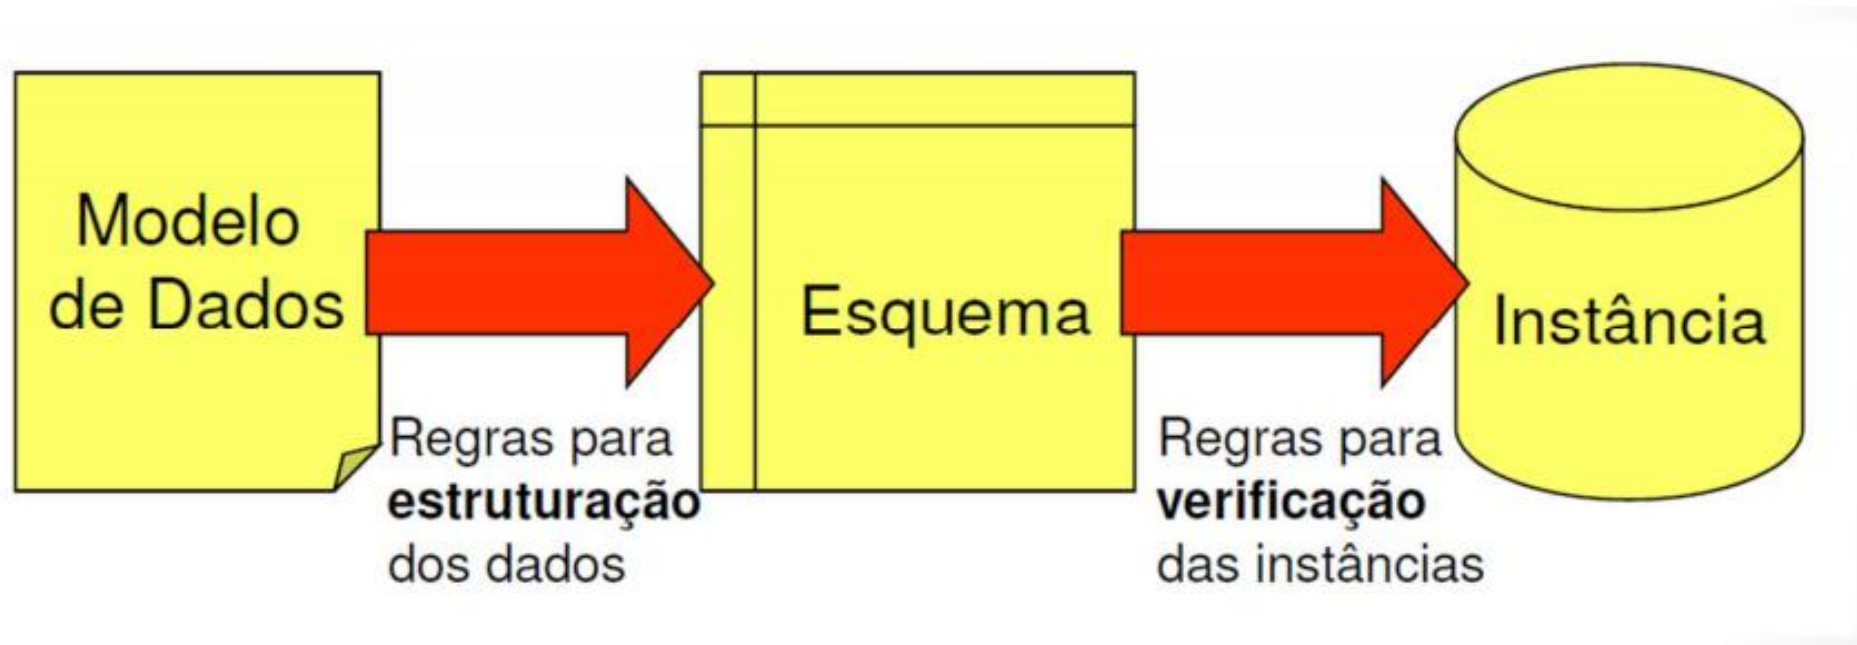 Modelo
de Dados
Regras para
estruturação
dos dados
Esquema
Regras para
verificação
das instâncias
Instância